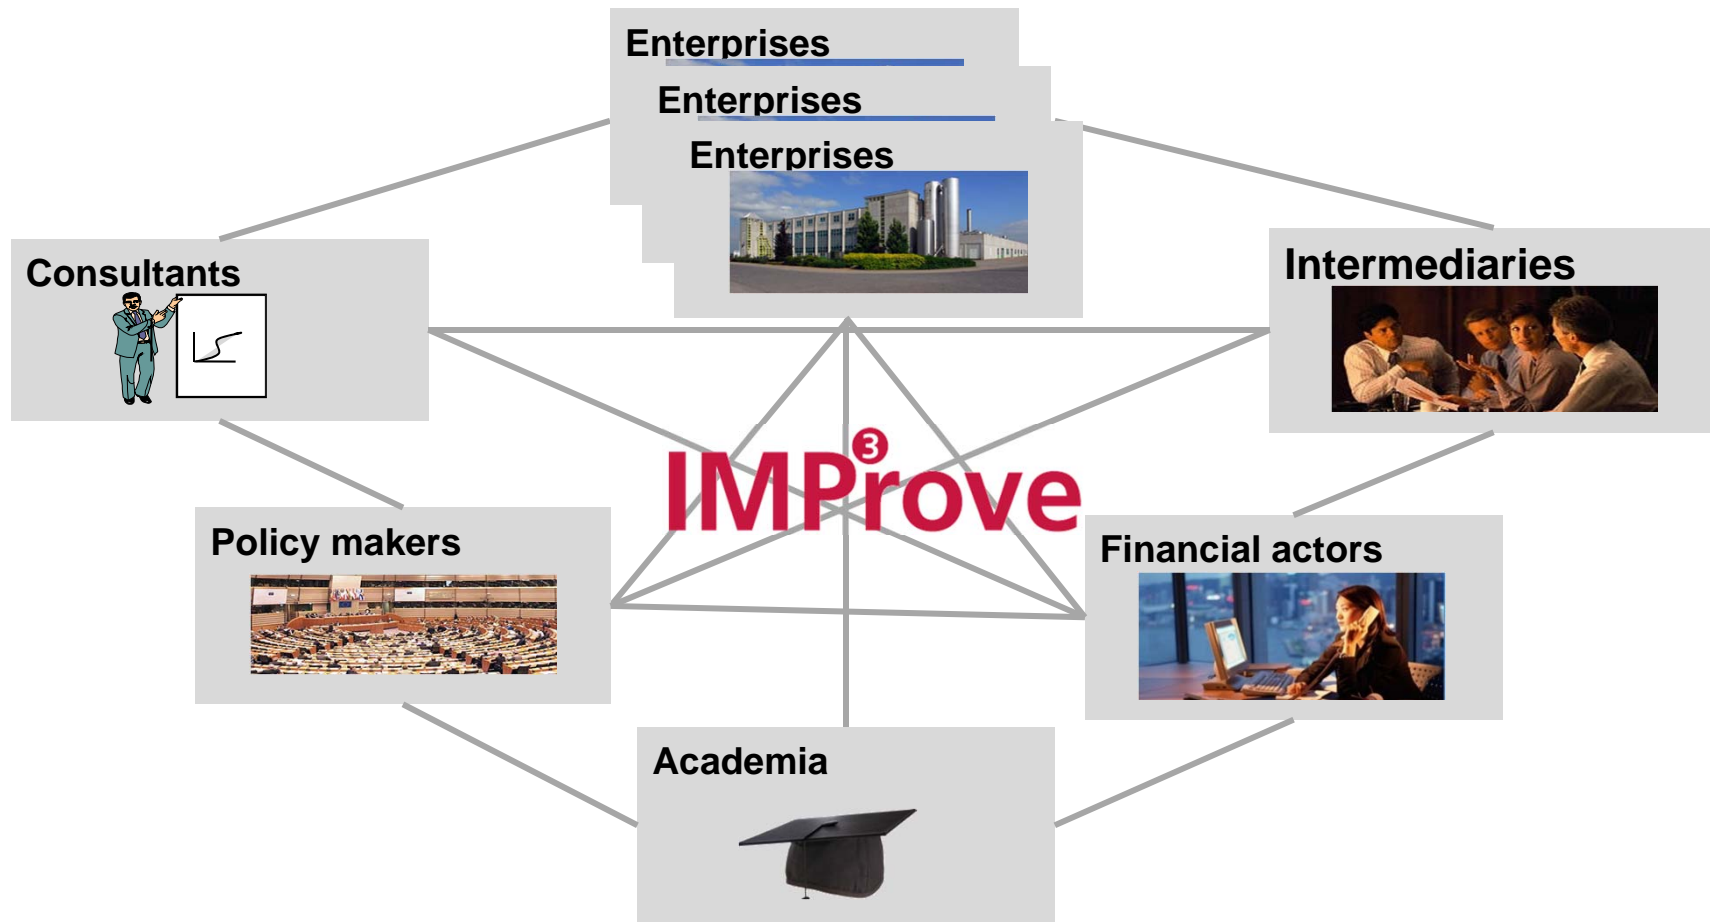 Enterprises
Enterprises
Enterprises
Consultants
Intermediaries
IMP³rove
Policy makers
Financial actors
Academia